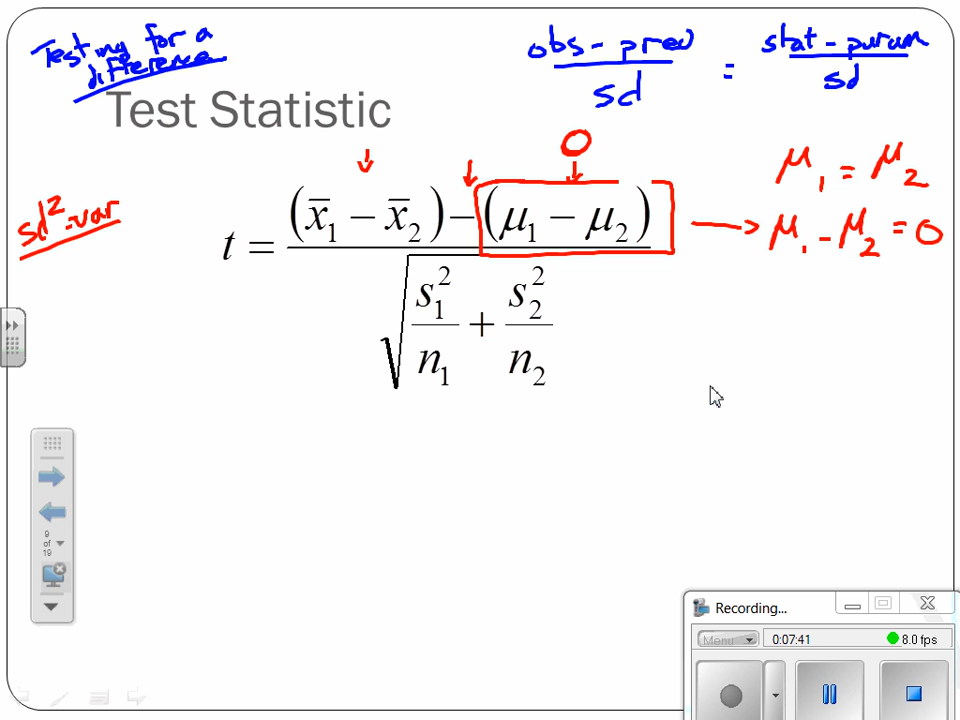 Testing for a
difference
obs - pred
sd
=
stat - param
sd
Test Statistic
0
μ1 = μ2
sd² = var
t = (x̄1 − x̄2) − (μ1 − μ2)
√ s1²/n1 + s2²/n2
μ1 - μ2 = 0
9
of
19
Recording...
Menu
0:07:41
8.0 fps